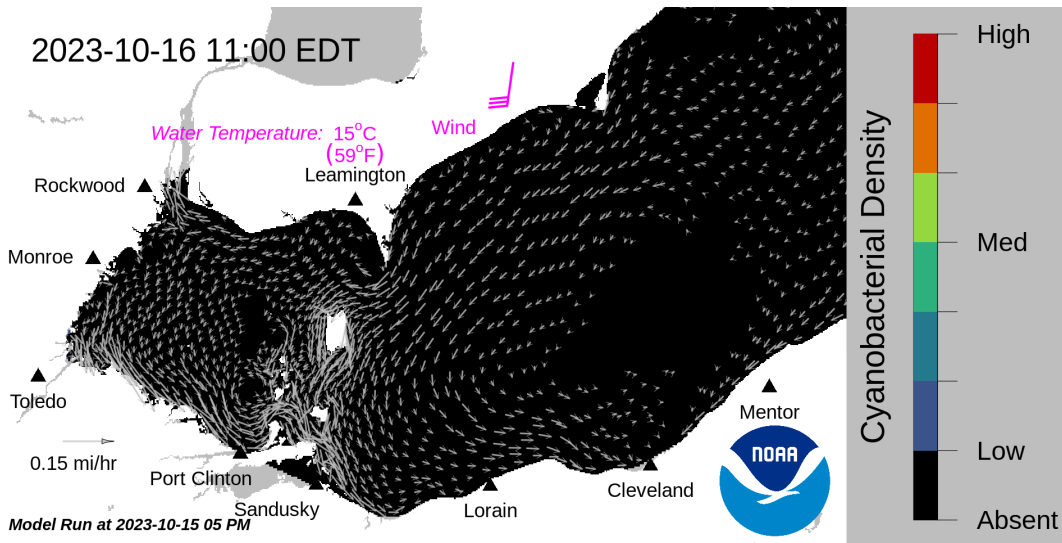 2023-10-16 11:00 EDT
High
Wind
Water Temperature: 15°C
(59°F)
Leamington
Rockwood
Cyanobacterial Density
Med
Monroe
Toledo
Mentor
0.15 mi/hr
NOAA
Low
Port Clinton
Cleveland
Sandusky
Lorain
Model Run at 2023-10-15 05 PM
Absent